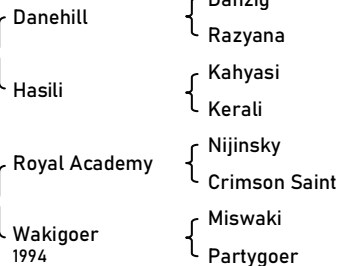 Danzig
Danehill
Razyana
Kahyasi
Hasili
Kerali
Nijinsky
Royal Academy
Crimson Saint
Miswaki
Wakigoer
1994
Partygoer